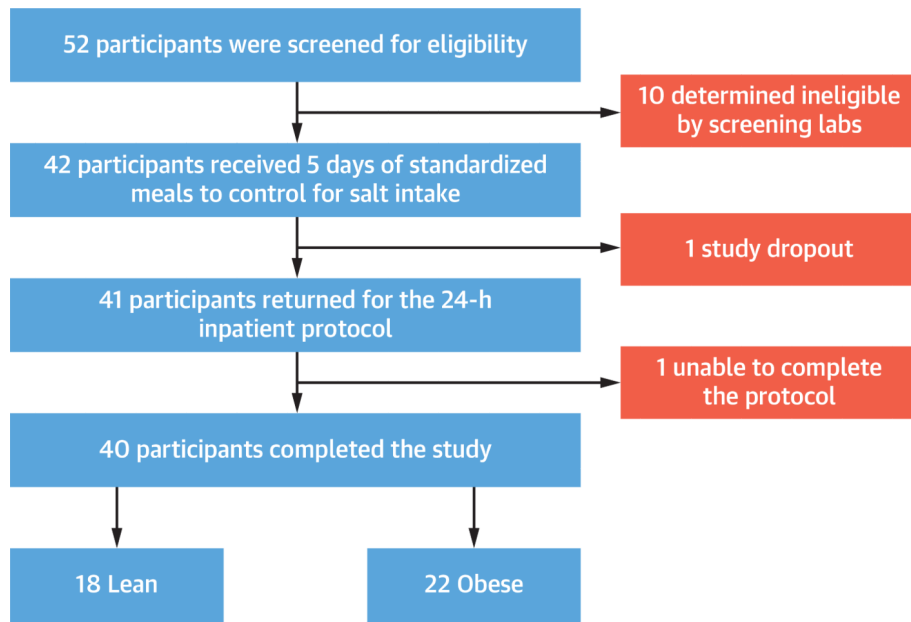 52 participants were screened for eligibility
10 determined ineligible
by screening labs
42 participants received 5 days of standardized
meals to control for salt intake
1 study dropout
41 participants returned for the 24-h
inpatient protocol
1 unable to complete
the protocol
40 participants completed the study
18 Lean
22 Obese